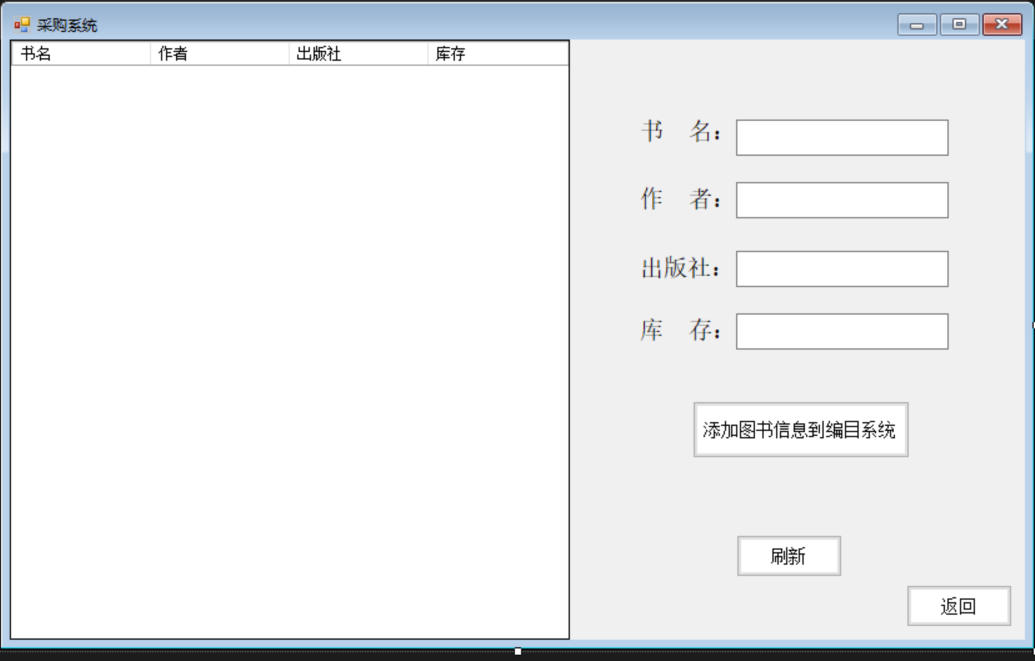 采购系统
书名 作者 出版社 库存
书 名：
作 者：
出版社：
库 存：
添加图书信息到编目系统
刷新
返回